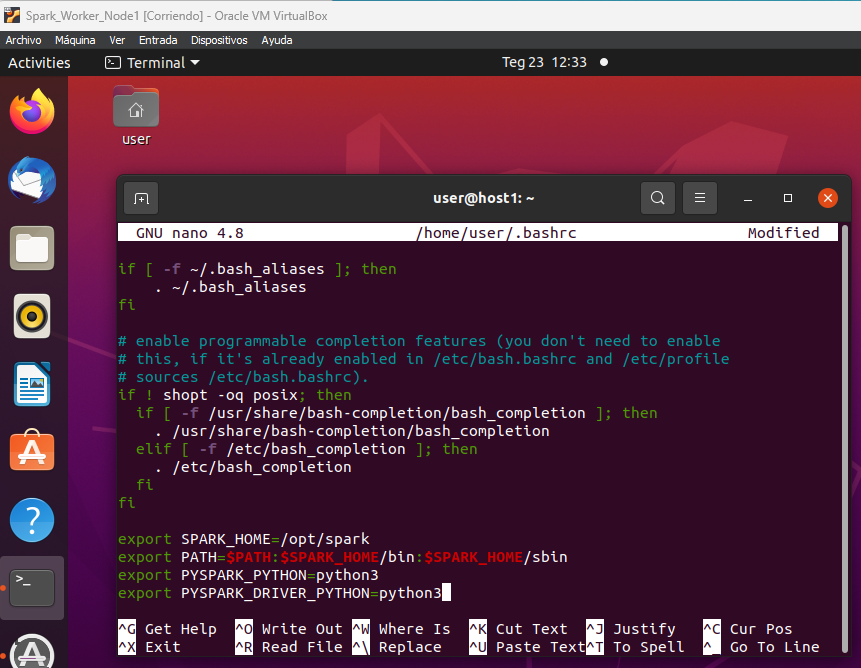 Spark_Worker_Node1 [Corriendo] - Oracle VM VirtualBox
Archivo Máquina Ver Entrada Dispositivos Ayuda
Activities Terminal Teg 23 12:33
user
user@host1: ~
GNU nano 4.8 /home/user/.bashrc Modified
if [ -f ~/.bash_aliases ]; then
. ~/.bash_aliases
fi
# enable programmable completion features (you don't need to enable
# this, if it's already enabled in /etc/bash.bashrc and /etc/profile
# sources /etc/bash.bashrc).
if ! shopt -oq posix; then
if [ -f /usr/share/bash-completion/bash_completion ]; then
. /usr/share/bash-completion/bash_completion
elif [ -f /etc/bash_completion ]; then
. /etc/bash_completion
fi
fi
export SPARK_HOME=/opt/spark
export PATH=$PATH:$SPARK_HOME/bin:$SPARK_HOME/sbin
export PYSPARK_PYTHON=python3
export PYSPARK_DRIVER_PYTHON=python3
^G Get Help ^O Write Out ^W Where Is ^K Cut Text ^J Justify ^C Cur Pos
^X Exit ^R Read File ^\ Replace ^U Paste Text ^T To Spell ^_ Go To Line